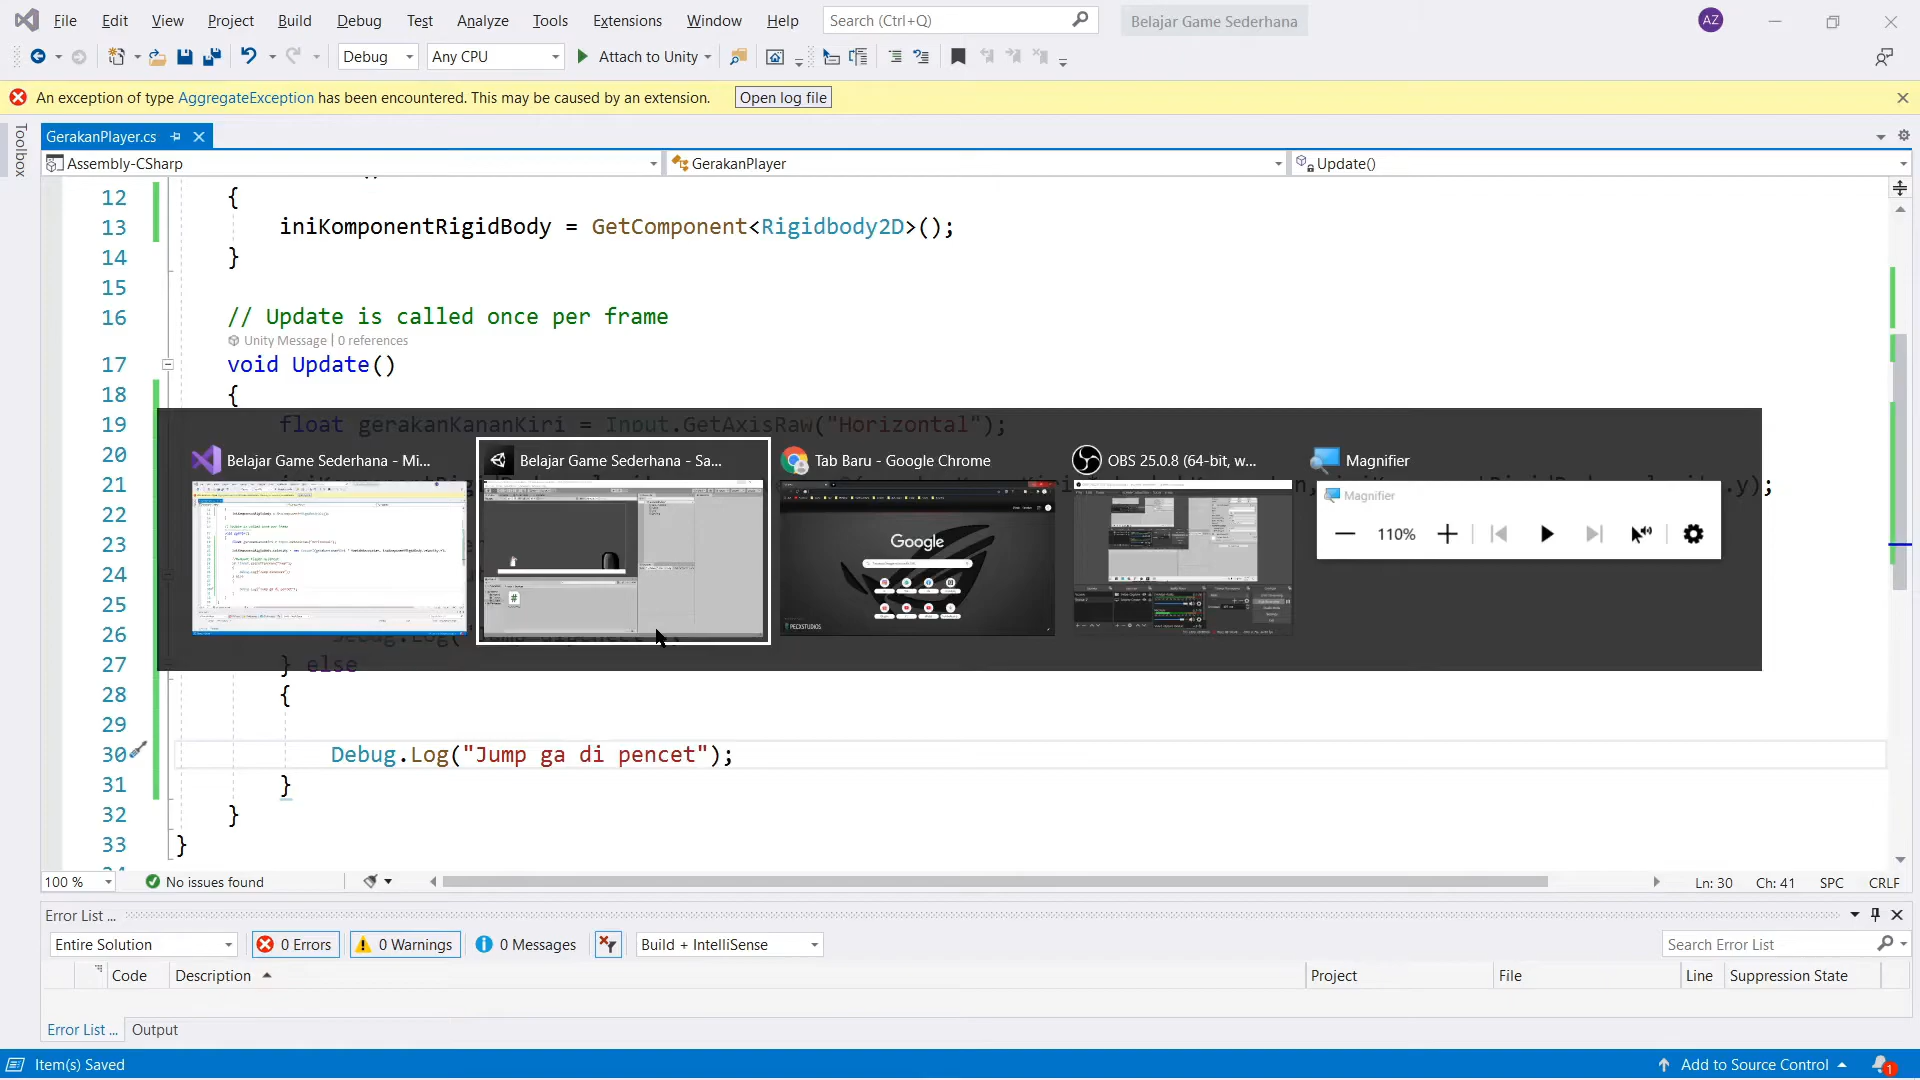 File Edit View Project Build Debug Test Analyze Tools Extensions Window Help Search (Ctrl+Q) Belajar Game Sederhana AZ
Debug Any CPU Attach to Unity
An exception of type AggregateException has been encountered. This may be caused by an extension. Open log file
Toolbox
GerakanPlayer.cs
Assembly-CSharp GerakanPlayer Update()
12 {
13 iniKomponentRigidBody = GetComponent<Rigidbody2D>();
14 }
15
16 // Update is called once per frame
Unity Message | 0 references
17 void Update()
18 {
19 float gerakanKananKiri = Input.GetAxisRaw("Horizontal");
20
21 .y);
22
23
24
25
26
27 } else
28 {
29
30 Debug.Log("Jump ga di pencet");
31 }
32 }
33 }
Belajar Game Sederhana - Mi... Belajar Game Sederhana - Sa... Tab Baru - Google Chrome OBS 25.0.8 (64-bit, w... Magnifier
Google
PECXSTUDIOS
Magnifier
110%
100 % No issues found Ln: 30 Ch: 41 SPC CRLF
Error List ...
Entire Solution 0 Errors 0 Warnings 0 Messages Build + IntelliSense Search Error List
Code Description Project File Line Suppression State
Error List ... Output
Item(s) Saved Add to Source Control 1